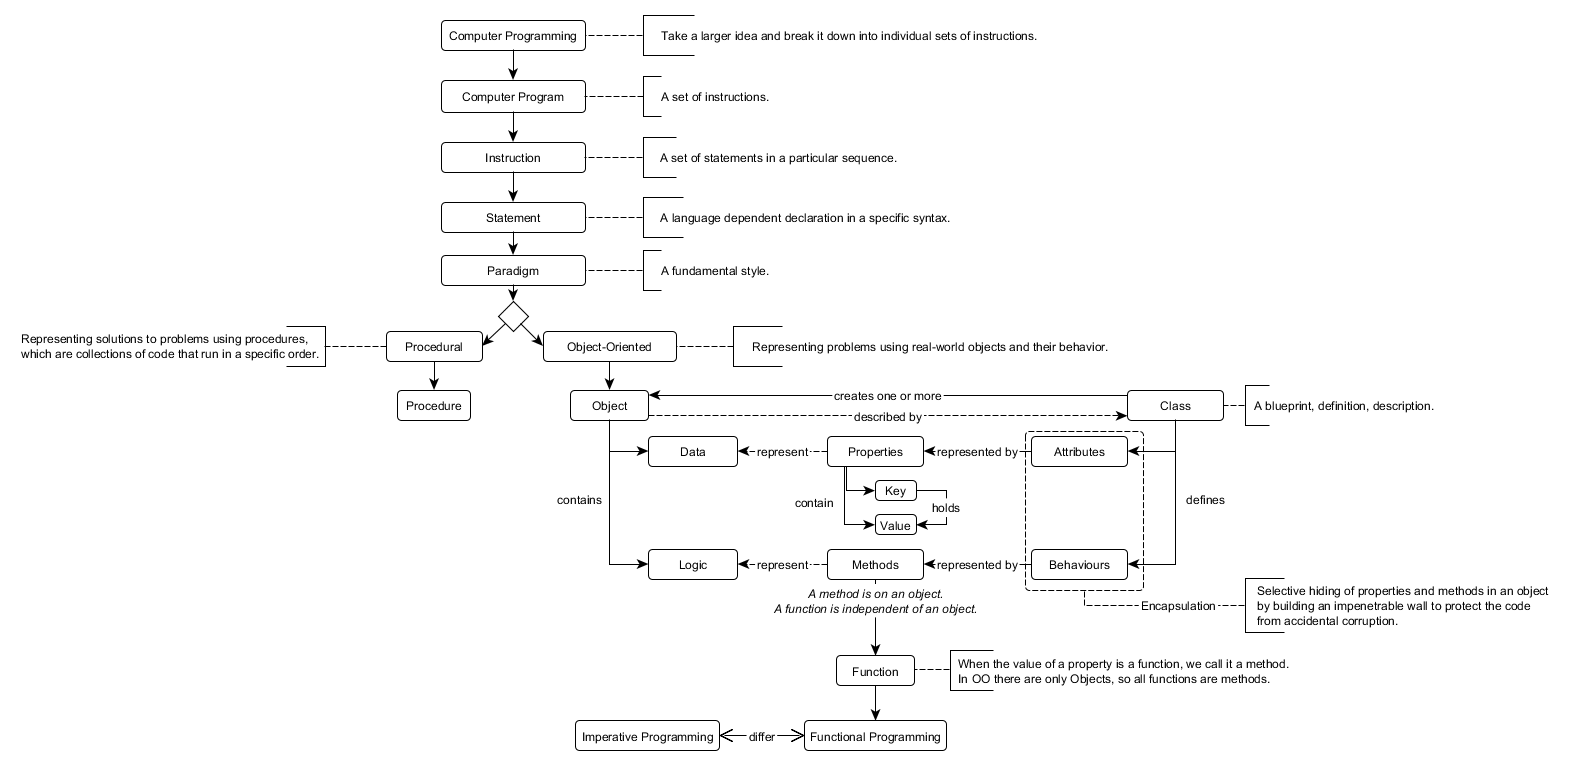 Computer Programming
Take a larger idea and break it down into individual sets of instructions.
Computer Program
A set of instructions.
Instruction
A set of statements in a particular sequence.
Statement
A language dependent declaration in a specific syntax.
Paradigm
A fundamental style.
Representing solutions to problems using procedures,
which are collections of code that run in a specific order.
Procedural
Object-Oriented
Representing problems using real-world objects and their behavior.
Procedure
Object
creates one or more
described by
Class
A blueprint, definition, description.
Data
represent
Properties
represented by
Attributes
contains
contain
Key
holds
Value
defines
Logic
represent
Methods
represented by
Behaviours
A method is on an object.
A function is independent of an object.
Encapsulation
Selective hiding of properties and methods in an object
by building an impenetrable wall to protect the code
from accidental corruption.
Function
When the value of a property is a function, we call it a method.
In OO there are only Objects, so all functions are methods.
Imperative Programming
differ
Functional Programming